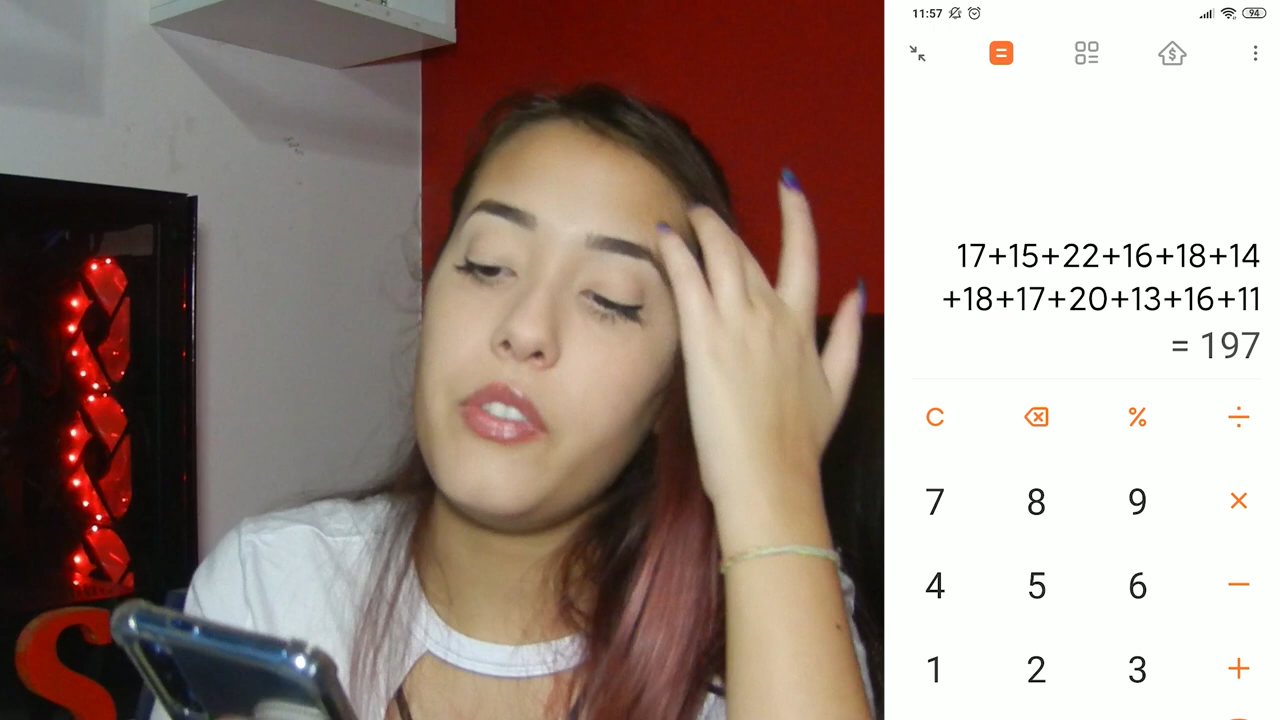 11:57 94
17+15+22+16+18+14
+18+17+20+13+16+11
= 197
C % ÷
7 8 9 ×
4 5 6 −
1 2 3 +
S